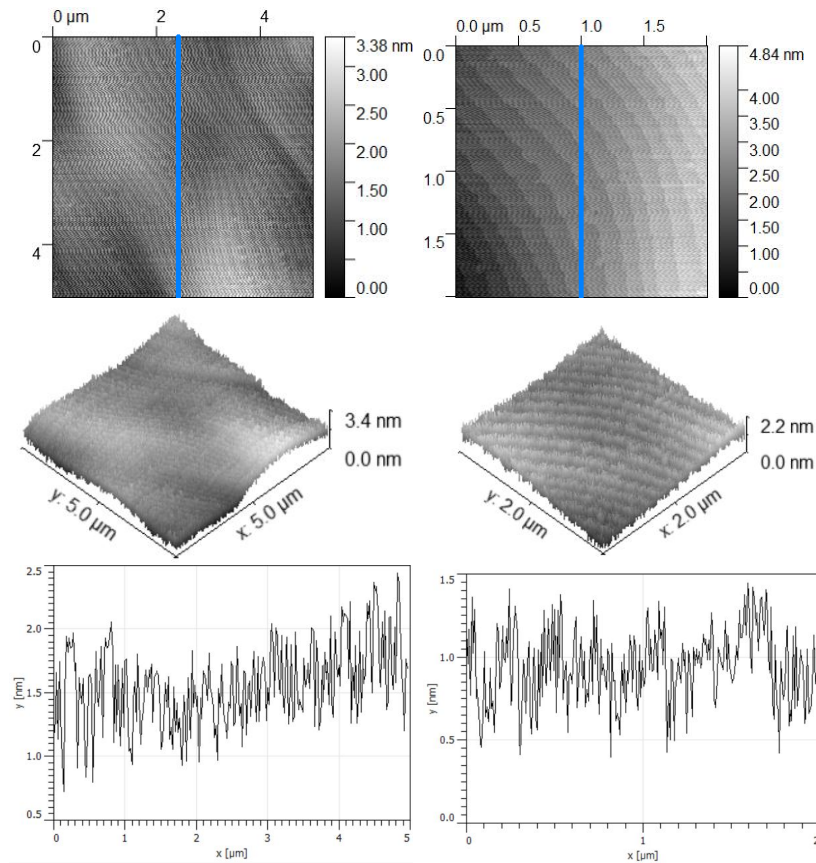 0 µm 2 4
0
2
4
3.38 nm
3.00
2.50
2.00
1.50
1.00
0.00
0.0 µm 0.5 1.0 1.5
0.0
0.5
1.0
1.5
4.84 nm
4.00
3.50
3.00
2.50
2.00
1.50
1.00
0.00
3.4 nm
0.0 nm
y: 5.0 µm
x: 5.0 µm
2.2 nm
0.0 nm
y: 2.0 µm
x: 2.0 µm
2.5
2.0
1.5
1.0
0.5
y [nm]
0 1 2 3 4 5
x [µm]
1.5
1.0
0.5
0.0
y [nm]
0 1 2
x [µm]